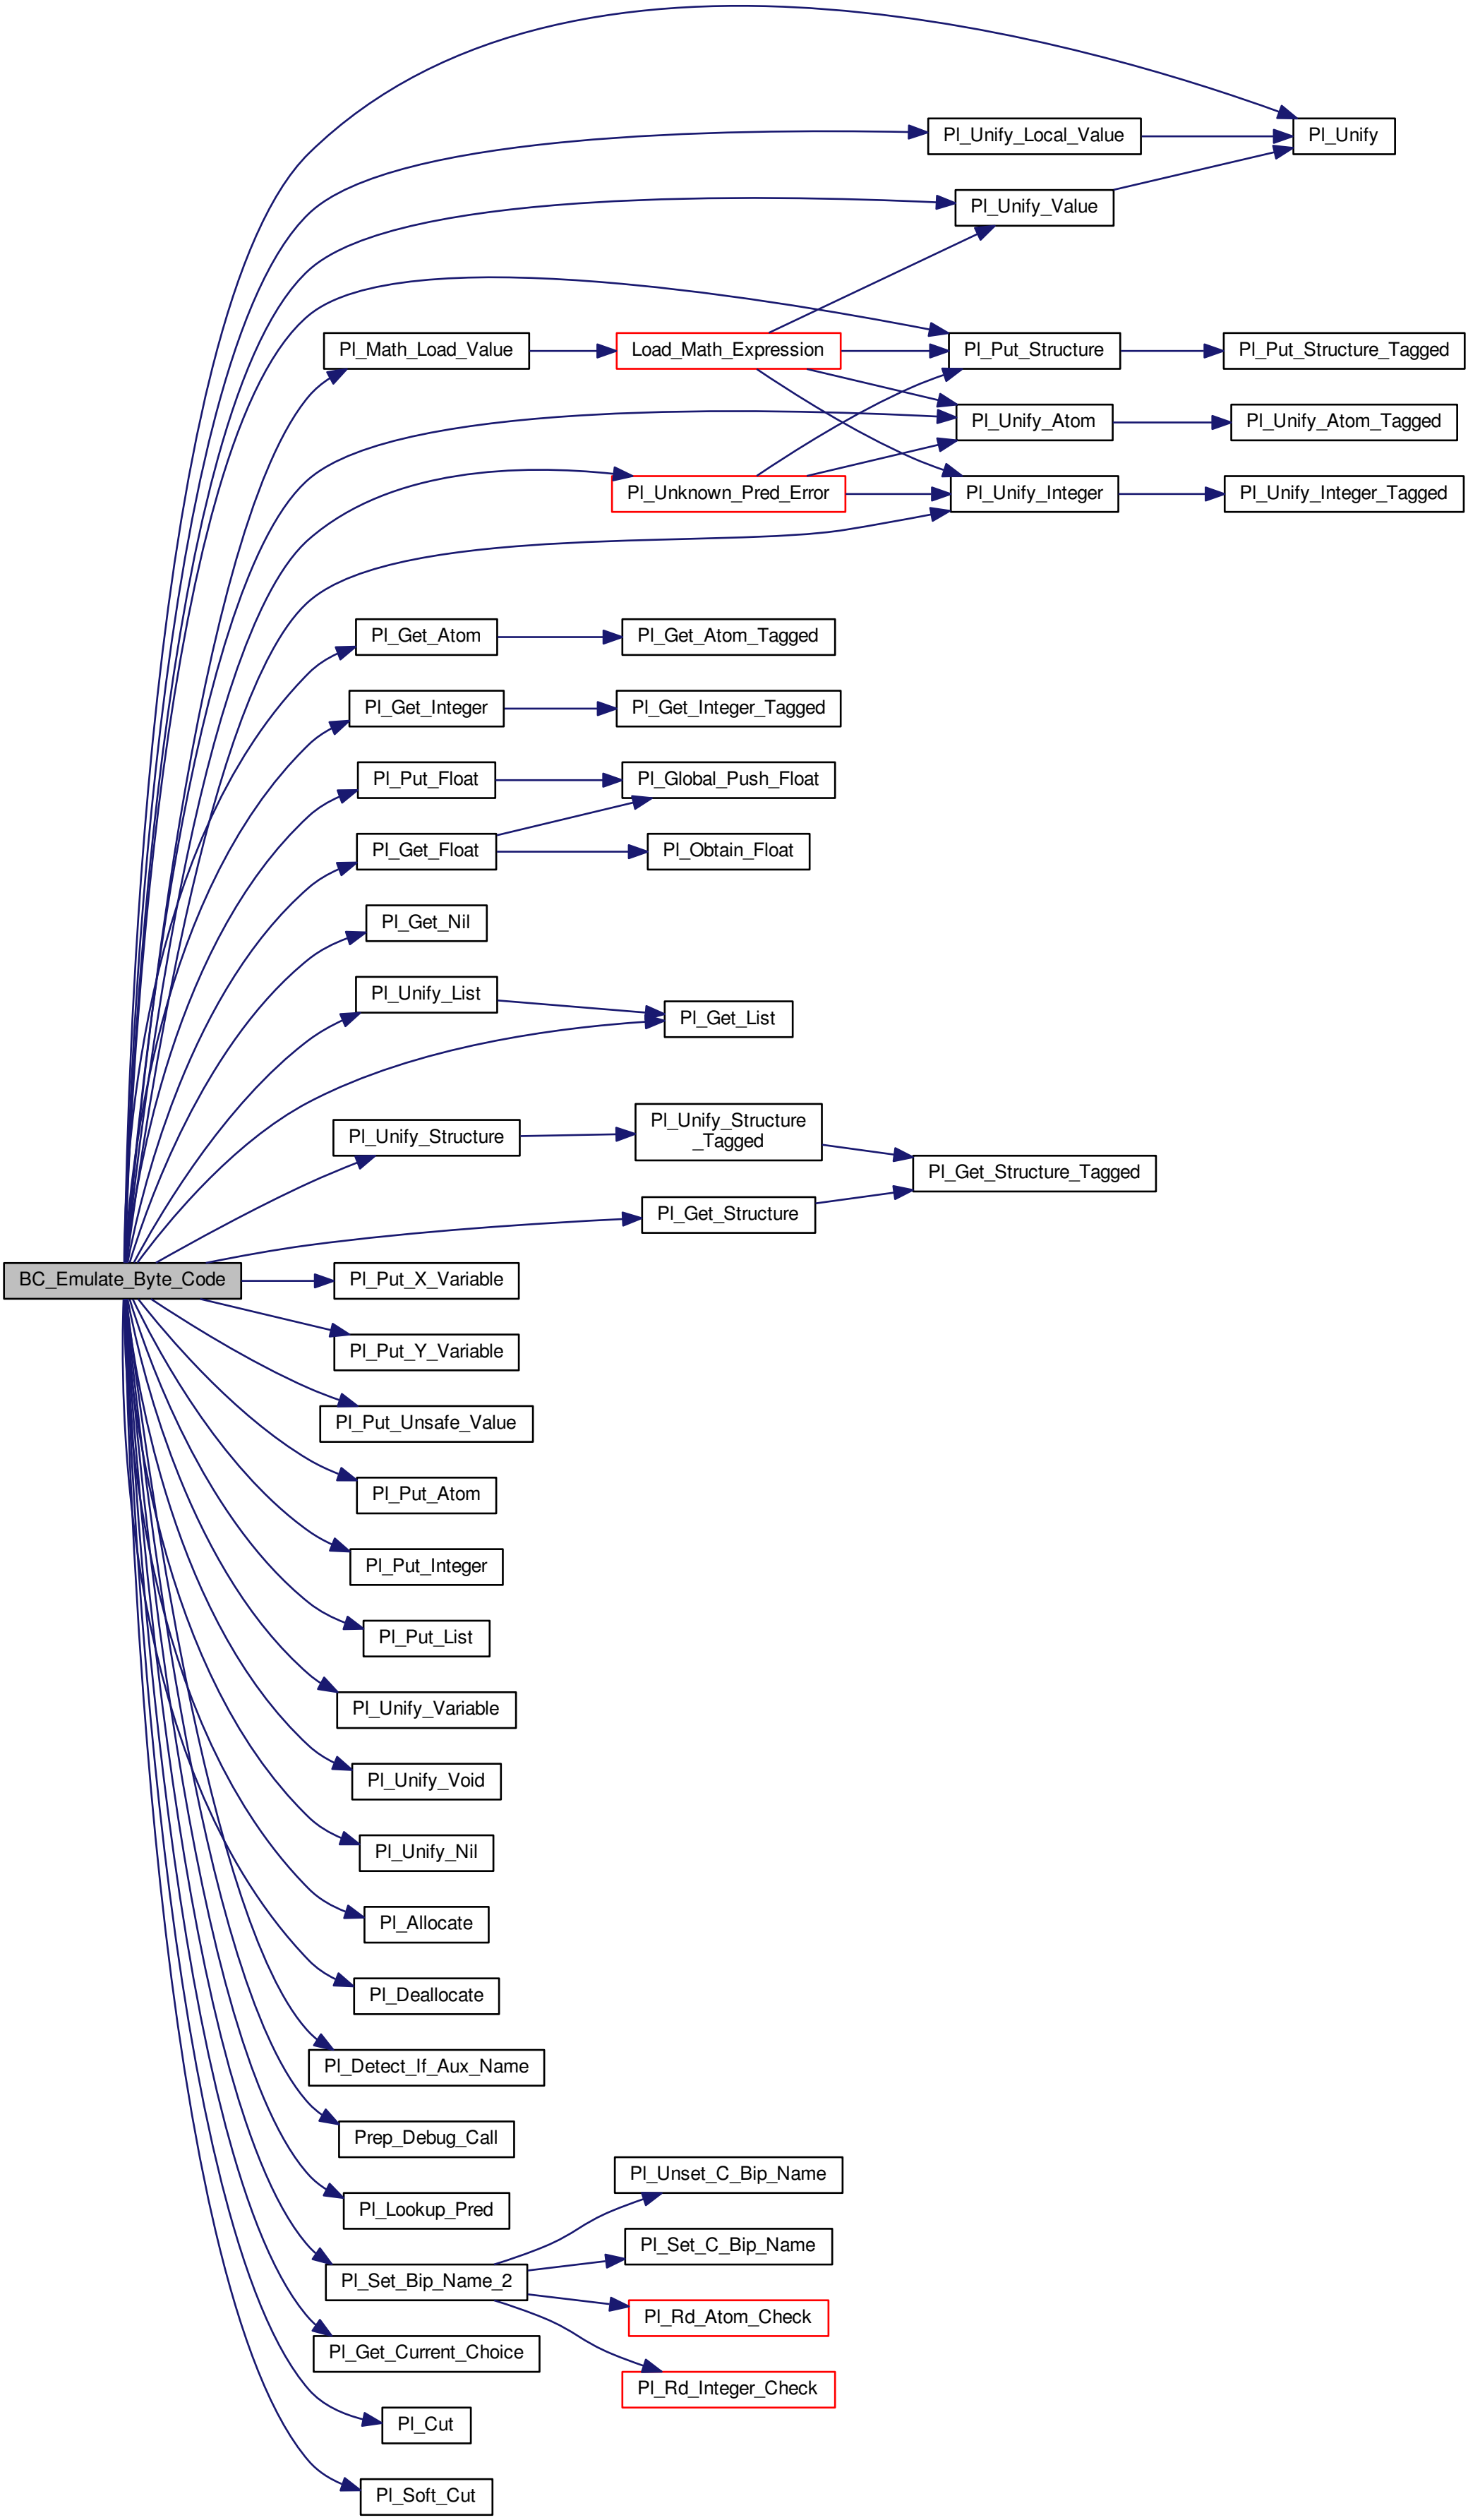 Pl_Unify_Local_Value
Pl_Unify
Pl_Unify_Value
Pl_Math_Load_Value
Load_Math_Expression
Pl_Put_Structure
Pl_Put_Structure_Tagged
Pl_Unify_Atom
Pl_Unify_Atom_Tagged
Pl_Unknown_Pred_Error
Pl_Unify_Integer
Pl_Unify_Integer_Tagged
Pl_Get_Atom
Pl_Get_Atom_Tagged
Pl_Get_Integer
Pl_Get_Integer_Tagged
Pl_Put_Float
Pl_Global_Push_Float
Pl_Get_Float
Pl_Obtain_Float
Pl_Get_Nil
Pl_Unify_List
Pl_Get_List
Pl_Unify_Structure
Pl_Unify_Structure
_Tagged
Pl_Get_Structure_Tagged
Pl_Get_Structure
BC_Emulate_Byte_Code
Pl_Put_X_Variable
Pl_Put_Y_Variable
Pl_Put_Unsafe_Value
Pl_Put_Atom
Pl_Put_Integer
Pl_Put_List
Pl_Unify_Variable
Pl_Unify_Void
Pl_Unify_Nil
Pl_Allocate
Pl_Deallocate
Pl_Detect_If_Aux_Name
Prep_Debug_Call
Pl_Unset_C_Bip_Name
Pl_Lookup_Pred
Pl_Set_C_Bip_Name
Pl_Set_Bip_Name_2
Pl_Rd_Atom_Check
Pl_Get_Current_Choice
Pl_Rd_Integer_Check
Pl_Cut
Pl_Soft_Cut